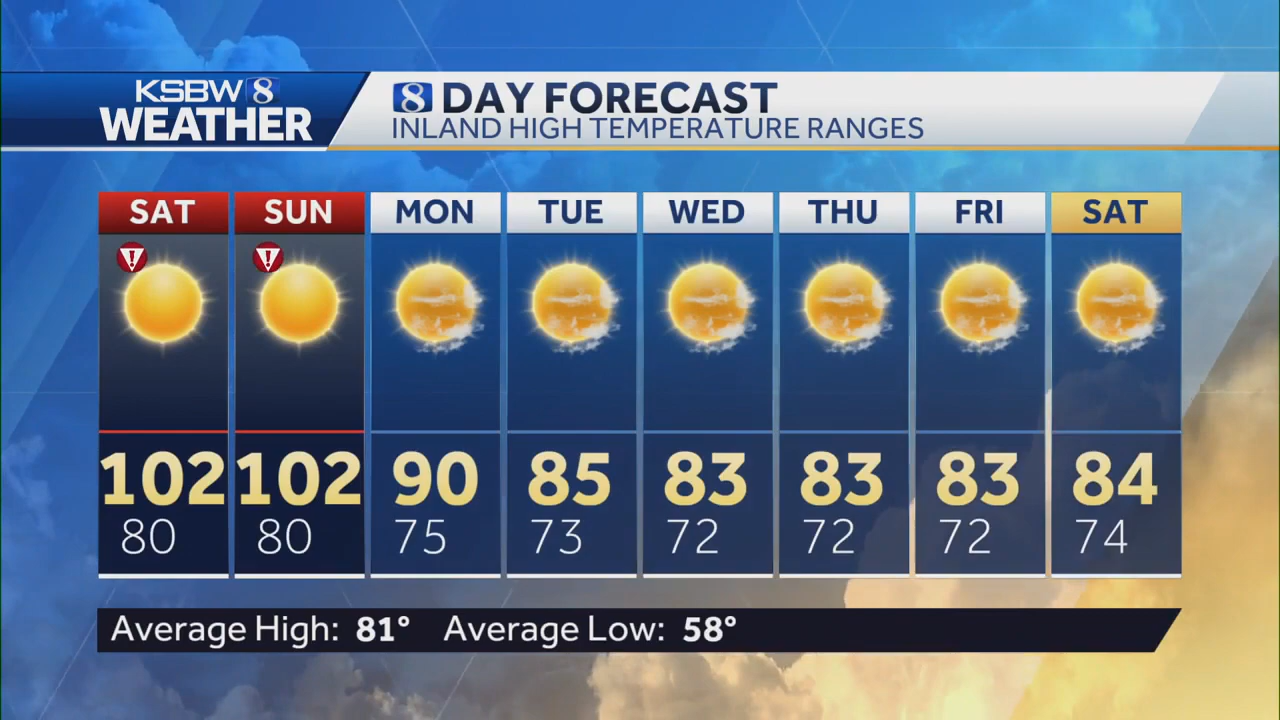 KSBW 8
WEATHER
8 DAY FORECAST
INLAND HIGH TEMPERATURE RANGES
SAT SUN MON TUE WED THU FRI SAT
! !
102 102 90 85 83 83 83 84
80 80 75 73 72 72 72 74
Average High: 81° Average Low: 58°